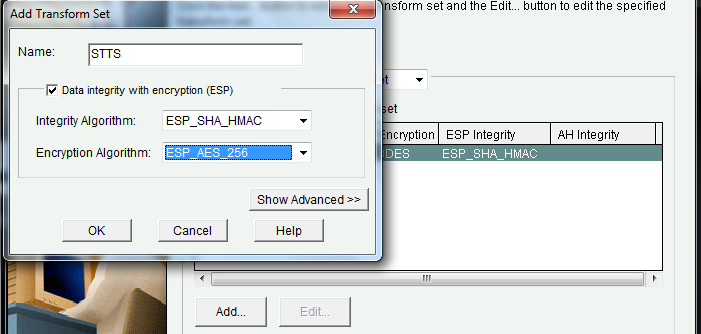 Add Transform Set
nsform set and the Edit... button to edit the specified
Name:
STTS
Data integrity with encryption (ESP)
Integrity Algorithm:
ESP_SHA_HMAC
Encryption Algorithm:
ESP_AES_256
Show Advanced >>
OK
Cancel
Help
et
set
Encryption
ESP Integrity
AH Integrity
DES
ESP_SHA_HMAC
Add...
Edit...